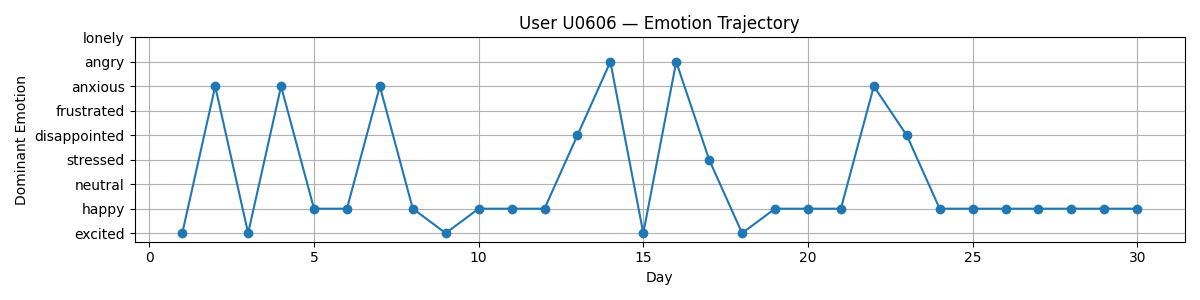 User U0606 — Emotion Trajectory
Dominant Emotion
lonely
angry
anxious
frustrated
disappointed
stressed
neutral
happy
excited
0 5 10 15 20 25 30
Day